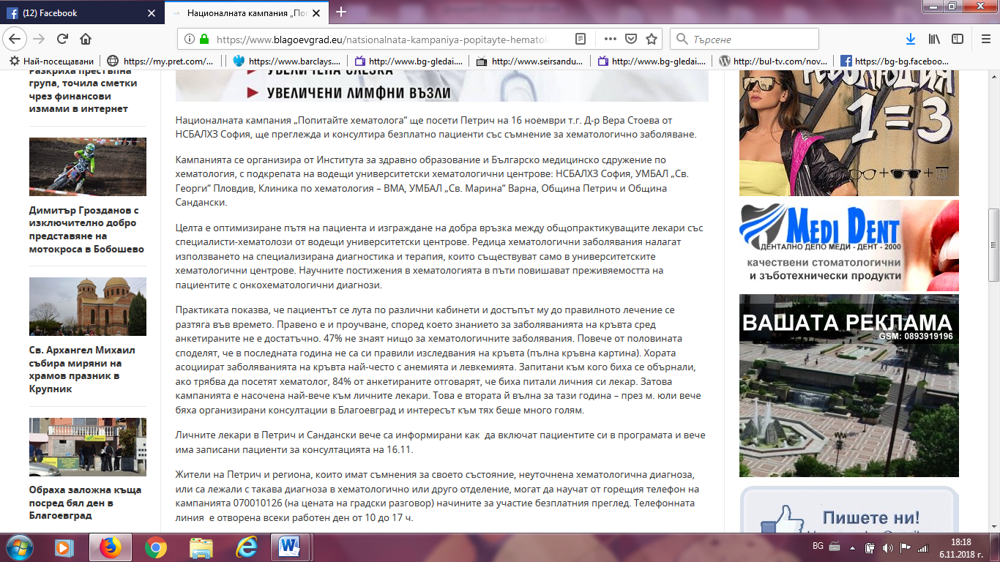 (12) Facebook
Националната кампания „Поп
https://www.blagoevgrad.eu/natsionalnata-kampaniya-popitayte-hematolo
Търсене
Най-посещавани
https://my.pret.com/...
https://www.barclays....
http://www.bg-gledai....
http://www.seirsandu...
http://www.bg-gledai....
http://bul-tv.com/nov...
https://bg-bg.faceboo...
Разкриха престъпна
група, точила сметки
чрез финансови
измами в интернет
Димитър Грозданов с
изключително добро
представяне на
мотокроса в Бобошево
Св. Архангел Михаил
събира миряни на
храмов празник в
Крупник
Обраха заложна къща
посред бял ден в
Благоевград
УВЕЛИЧЕНА СЛЕЗКА
УВЕЛИЧЕНИ ЛИМФНИ ВЪЗЛИ
Националната кампания „Попитайте хематолога“ ще посети Петрич на 16 ноември т.г. Д-р Вера Стоева от
НСБАЛХЗ София, ще преглежда и консултира безплатно пациенти със съмнение за хематологично заболяване.
Кампанията се организира от Института за здравно образование и Българско медицинско сдружение по
хематология, с подкрепата на водещи университетски хематологични центрове: НСБАЛХЗ София, УМБАЛ „Св.
Георги“ Пловдив, Клиника по хематология – ВМА, УМБАЛ „Св. Марина“ Варна, Община Петрич и Община
Сандански.
Целта е оптимизиране пътя на пациента и изграждане на добра връзка между общопрактикуващите лекари със
специалисти-хематолози от водещи университетски центрове. Редица хематологични заболявания налагат
използването на специализирана диагностика и терапия, които съществуват само в университетските
хематологични центрове. Научните постижения в хематологията в пъти повишават преживяемостта на
пациентите с онкохематологични диагнози.
Практиката показва, че пациентът се лута по различни кабинети и достъпът му до правилното лечение се
разтяга във времето. Правено е и проучване, според което знанието за заболяванията на кръвта сред
анкетираните не е достатъчно. 47% не знаят нищо за хематологичните заболявания. Повече от половината
споделят, че в последната година не са си правили изследвания на кръвта (пълна кръвна картина). Хората
асоциират заболяванията на кръвта най-често с анемията и левкемията. Запитани към кого биха се обърнали,
ако трябва да посетят хематолог, 84% от анкетираните отговарят, че биха питали личния си лекар. Затова
кампанията е насочена най-вече към личните лекари. Това е втората й вълна за тази година – през м. юли вече
бяха организирани консултации в Благоевград и интересът към тях беше много голям.
Личните лекари в Петрич и Сандански вече са информирани как  да включат пациентите си в програмата и вече
има записани пациенти за консултацията на 16.11.
Жители на Петрич и региона, които имат съмнения за своето състояние, неуточнена хематологична диагноза,
или са лежали с такава диагноза в хематологично или друго отделение, могат да научат от горещия телефон на
кампанията 070010126 (на цената на градски разговор) начините за участие безплатния преглед. Телефонната
линия  е отворена всеки работен ден от 10 до 17 ч.
РЕВОЛЮЦИЯ
1=3
MEDI DENT
ДЕНТАЛНО ДЕПО МЕДИ - ДЕНТ - 2000
качествени стоматологични
и зъботехнически продукти
ВАШАТА РЕКЛАМА
GSM: 0893919196
Пишете ни!
BG
18:18
6.11.2018 г.